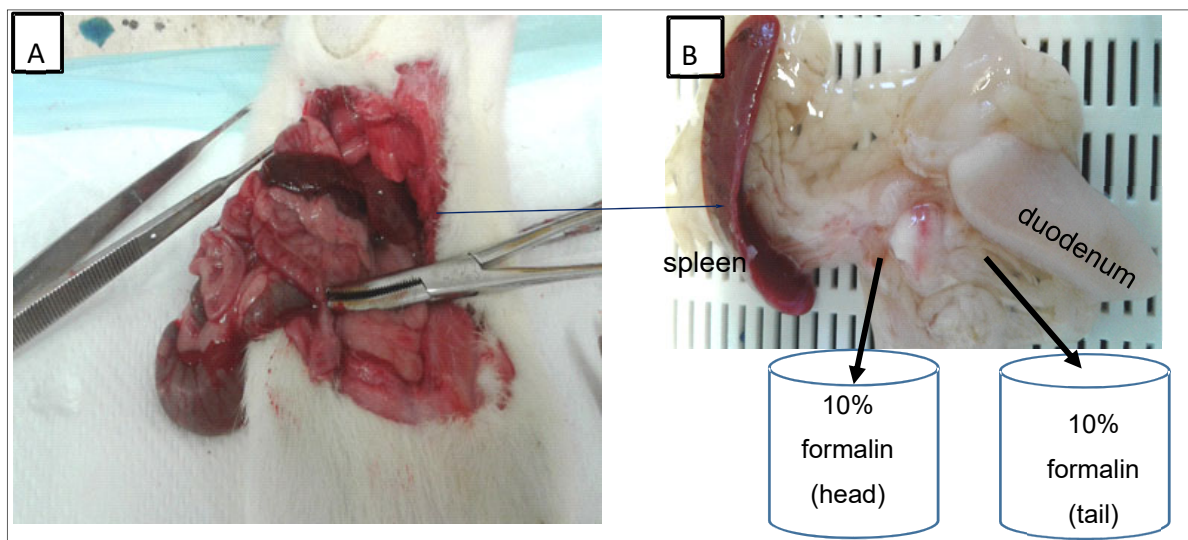 A
B
spleen
duodenum
10%
formalin
(head)
10%
formalin
(tail)